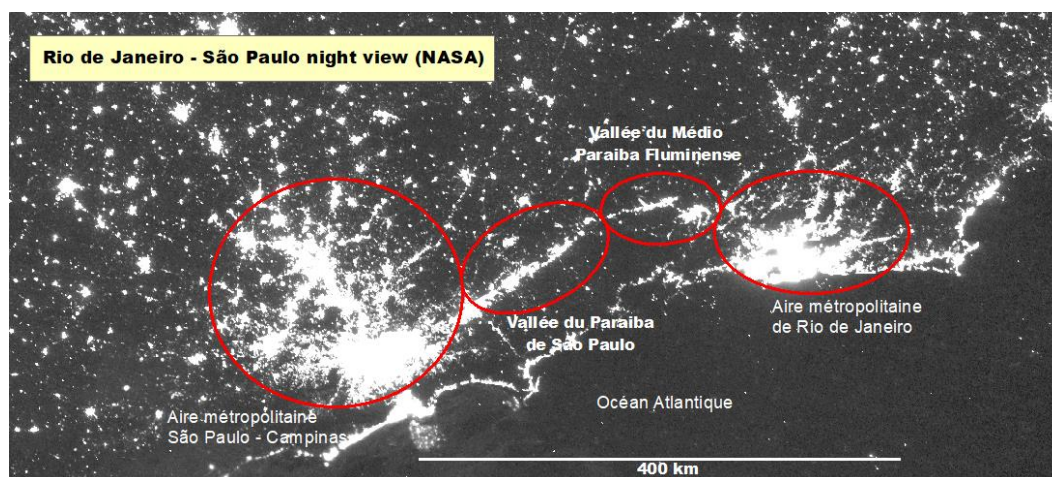 Rio de Janeiro - São Paulo night view (NASA)
Vallée du Médio
Paraiba Fluminense
Vallée du Paraiba
de São Paulo
Aire métropolitaine
de Rio de Janeiro
Océan Atlantique
Aire métropolitaine
São Paulo - Campinas
400 km